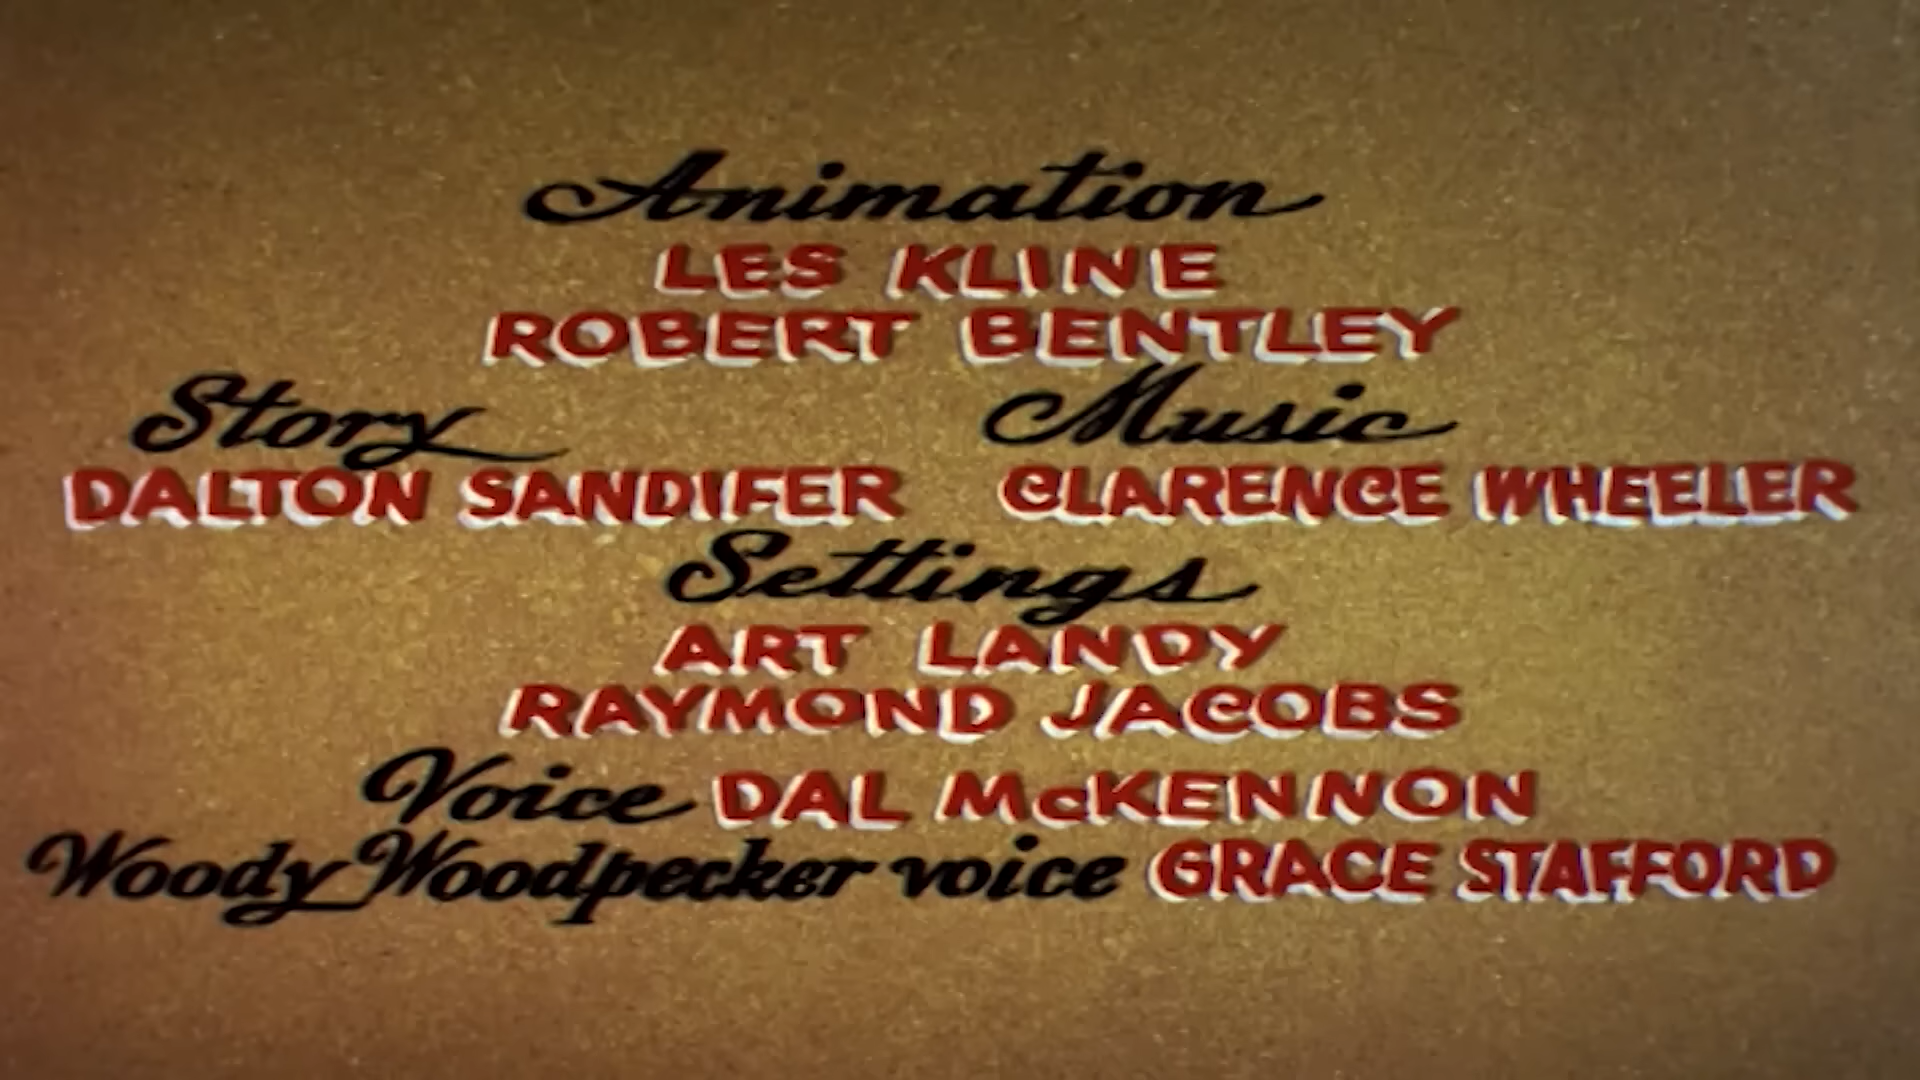 Animation
LES KLINE
ROBERT BENTLEY
Story
Music
DALTON SANDIFER
CLARENCE WHEELER
Settings
ART LANDY
RAYMOND JACOBS
Voice DAL McKENNON
Woody Woodpecker voice GRACE STAFFORD